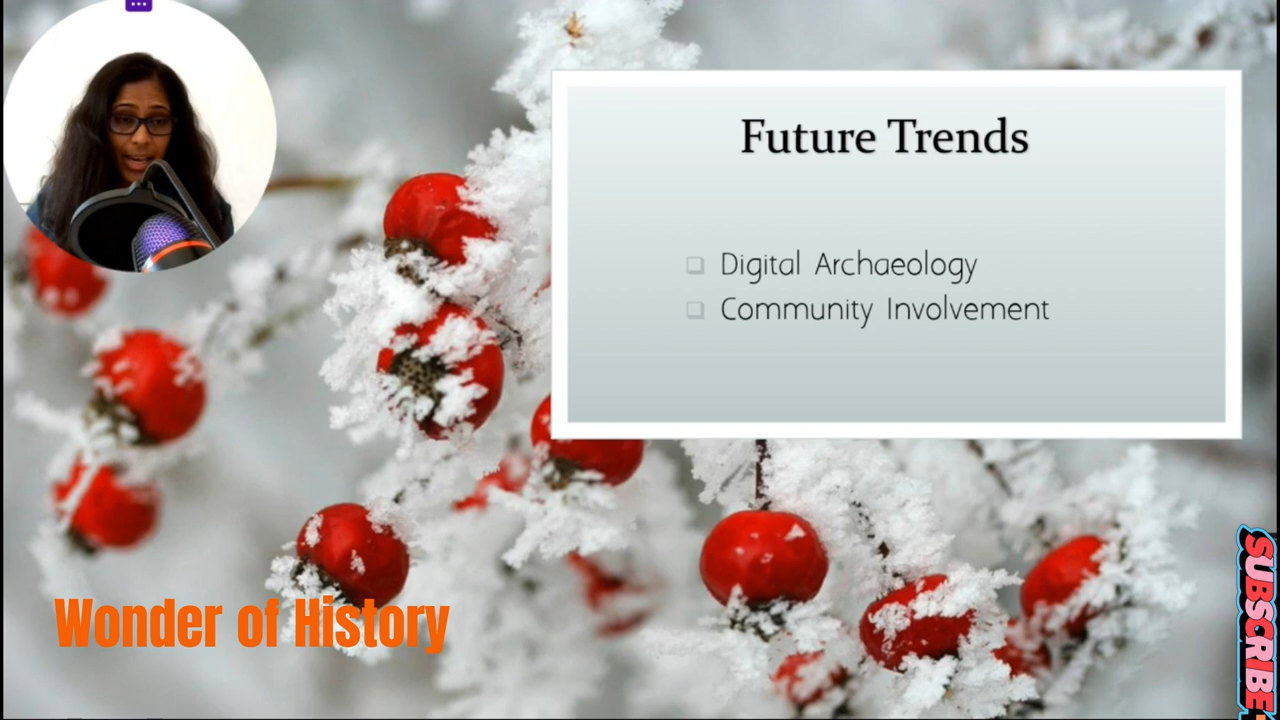 Future Trends
Digital Archaeology
Community Involvement
Wonder of History
SUBSCRIBE